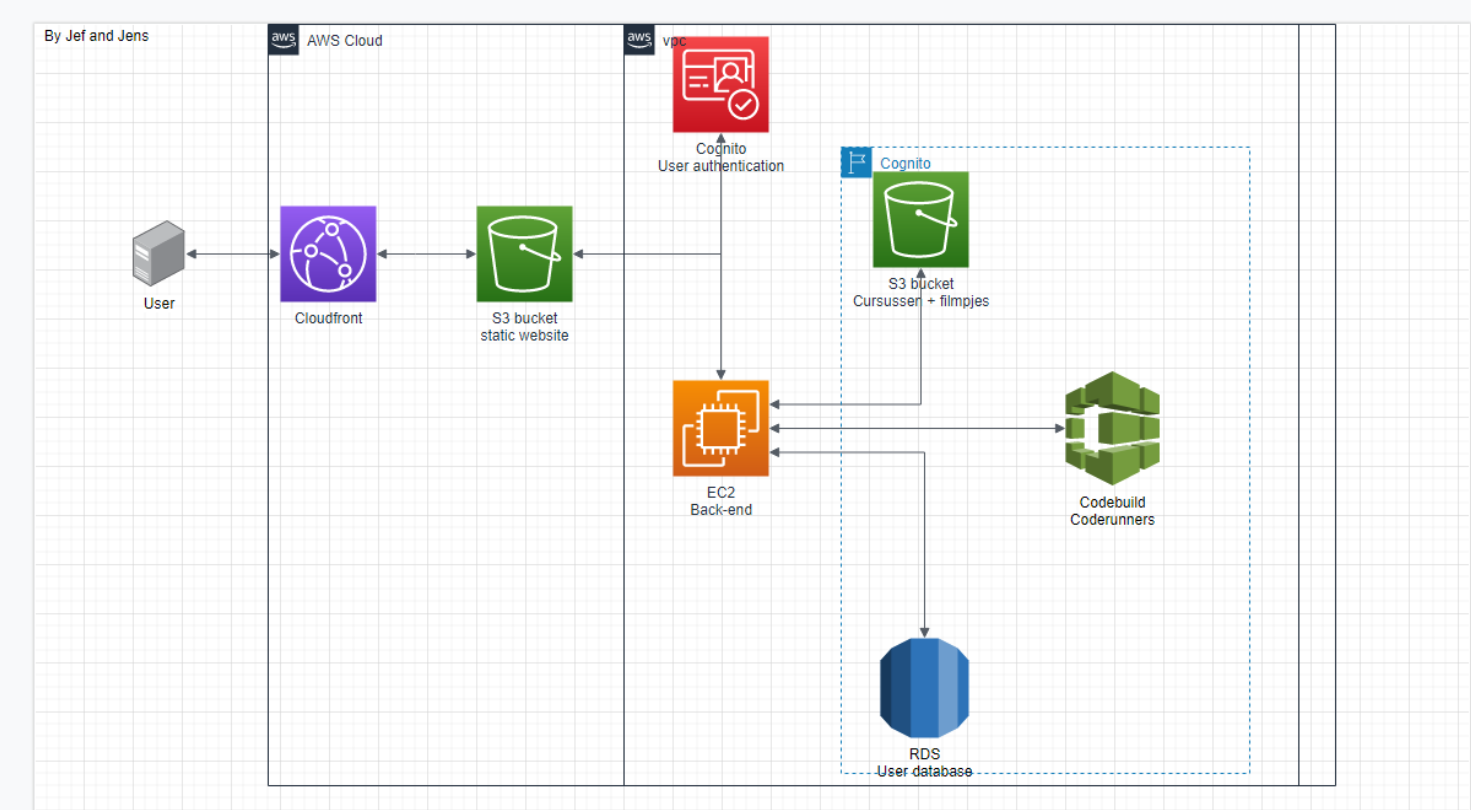 By Jef and Jens
aws
AWS Cloud
aws
vpc
Cognito
User authentication
Cognito
S3 bucket
Cursussen + filmpjes
User
Cloudfront
S3 bucket
static website
EC2
Back-end
Codebuild
Coderunners
RDS
User database